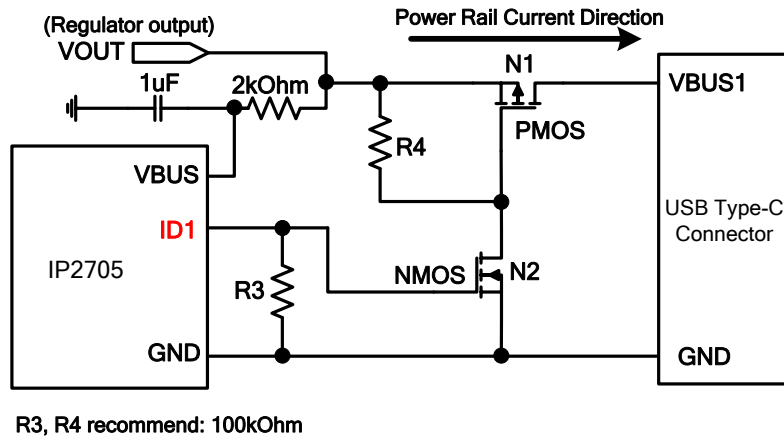 (Regulator output)
VOUT
Power Rail Current Direction
1uF
2kOhm
N1
VBUS1
PMOS
R4
VBUS
ID1
USB Type-C
Connector
IP2705
R3
NMOS
N2
GND
GND
R3, R4 recommend: 100kOhm